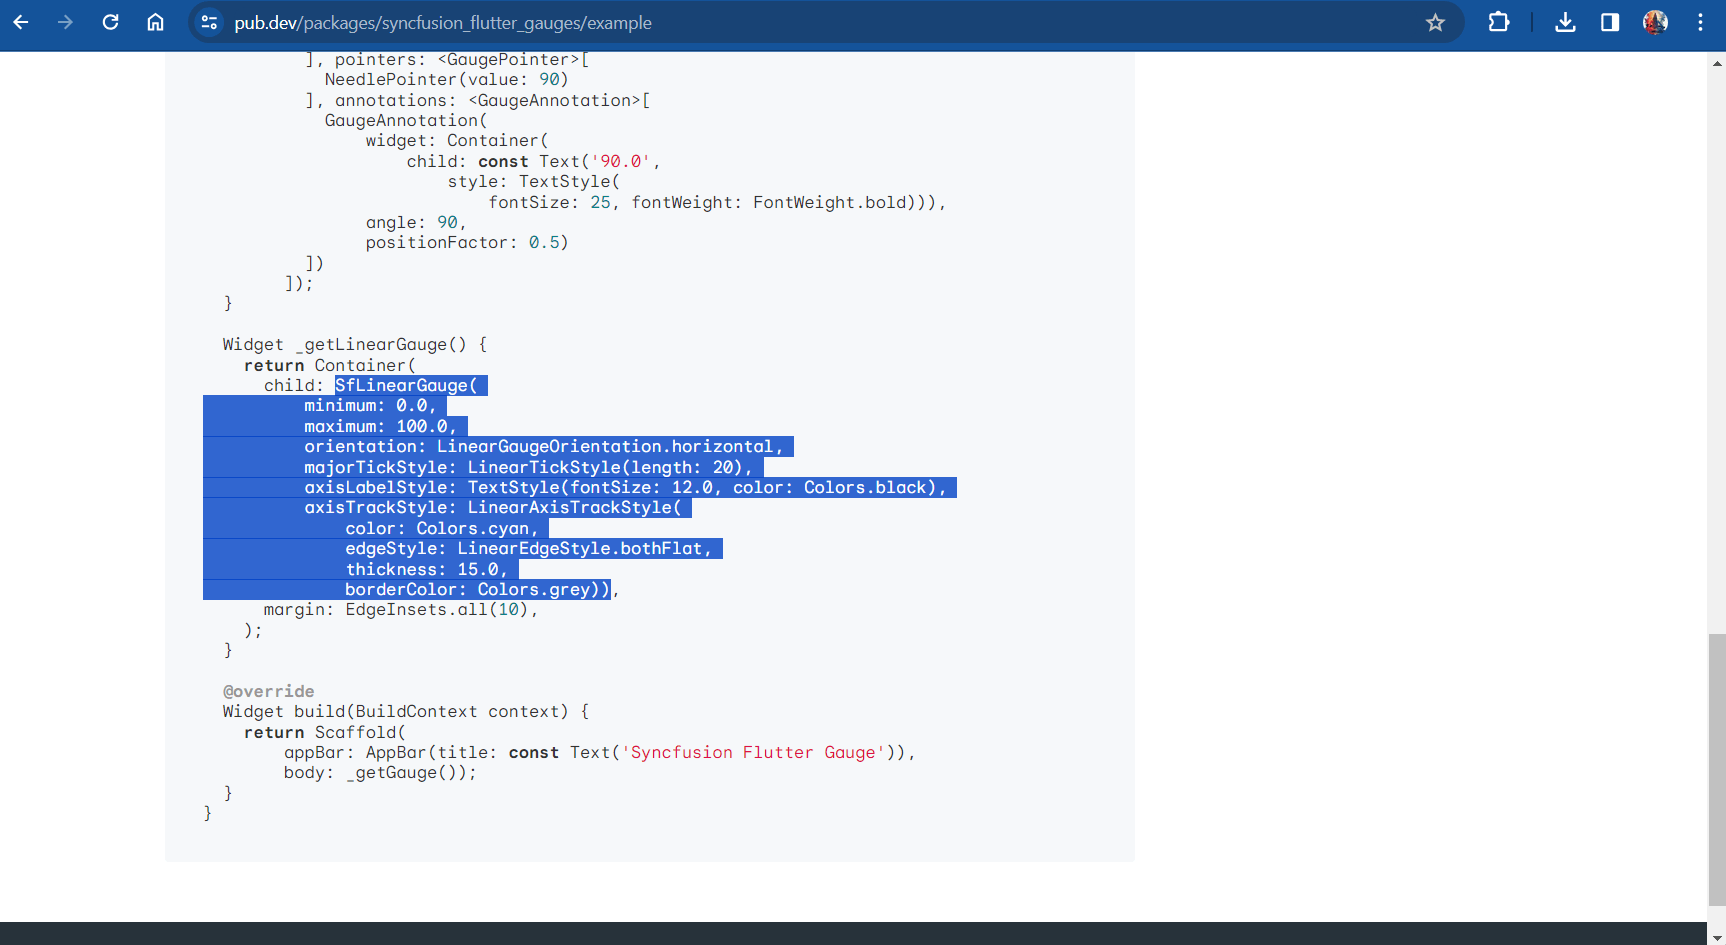 pub.dev/packages/syncfusion_flutter_gauges/example
], pointers: <GaugePointer>[
NeedlePointer(value: 90)
], annotations: <GaugeAnnotation>[
GaugeAnnotation(
widget: Container(
child: const Text('90.0',
style: TextStyle(
fontSize: 25, fontWeight: FontWeight.bold))),
angle: 90,
positionFactor: 0.5)
])
]);
}
Widget _getLinearGauge() {
return Container(
child: SfLinearGauge(
minimum: 0.0,
maximum: 100.0,
orientation: LinearGaugeOrientation.horizontal,
majorTickStyle: LinearTickStyle(length: 20),
axisLabelStyle: TextStyle(fontSize: 12.0, color: Colors.black),
axisTrackStyle: LinearAxisTrackStyle(
color: Colors.cyan,
edgeStyle: LinearEdgeStyle.bothFlat,
thickness: 15.0,
borderColor: Colors.grey)),
margin: EdgeInsets.all(10),
);
}
@override
Widget build(BuildContext context) {
return Scaffold(
appBar: AppBar(title: const Text('Syncfusion Flutter Gauge')),
body: _getGauge());
}
}